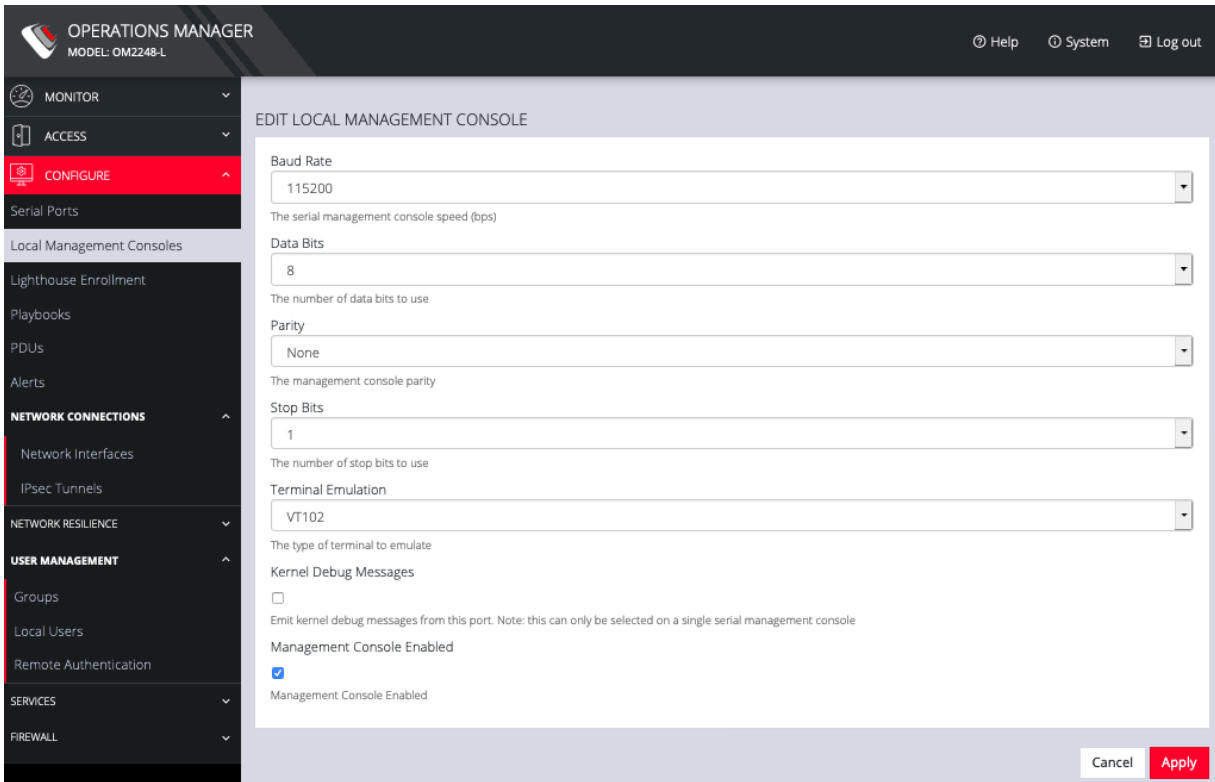 OPERATIONS MANAGER
MODEL: OM2248-L
Help
System
Log out
MONITOR
ACCESS
CONFIGURE
Serial Ports
Local Management Consoles
Lighthouse Enrollment
Playbooks
PDUs
Alerts
NETWORK CONNECTIONS
Network Interfaces
IPsec Tunnels
NETWORK RESILIENCE
USER MANAGEMENT
Groups
Local Users
Remote Authentication
SERVICES
FIREWALL
EDIT LOCAL MANAGEMENT CONSOLE
Baud Rate
115200
The serial management console speed (bps)
Data Bits
8
The number of data bits to use
Parity
None
The management console parity
Stop Bits
1
The number of stop bits to use
Terminal Emulation
VT102
The type of terminal to emulate
Kernel Debug Messages
Emit kernel debug messages from this port. Note: this can only be selected on a single serial management console
Management Console Enabled
Management Console Enabled
Cancel
Apply